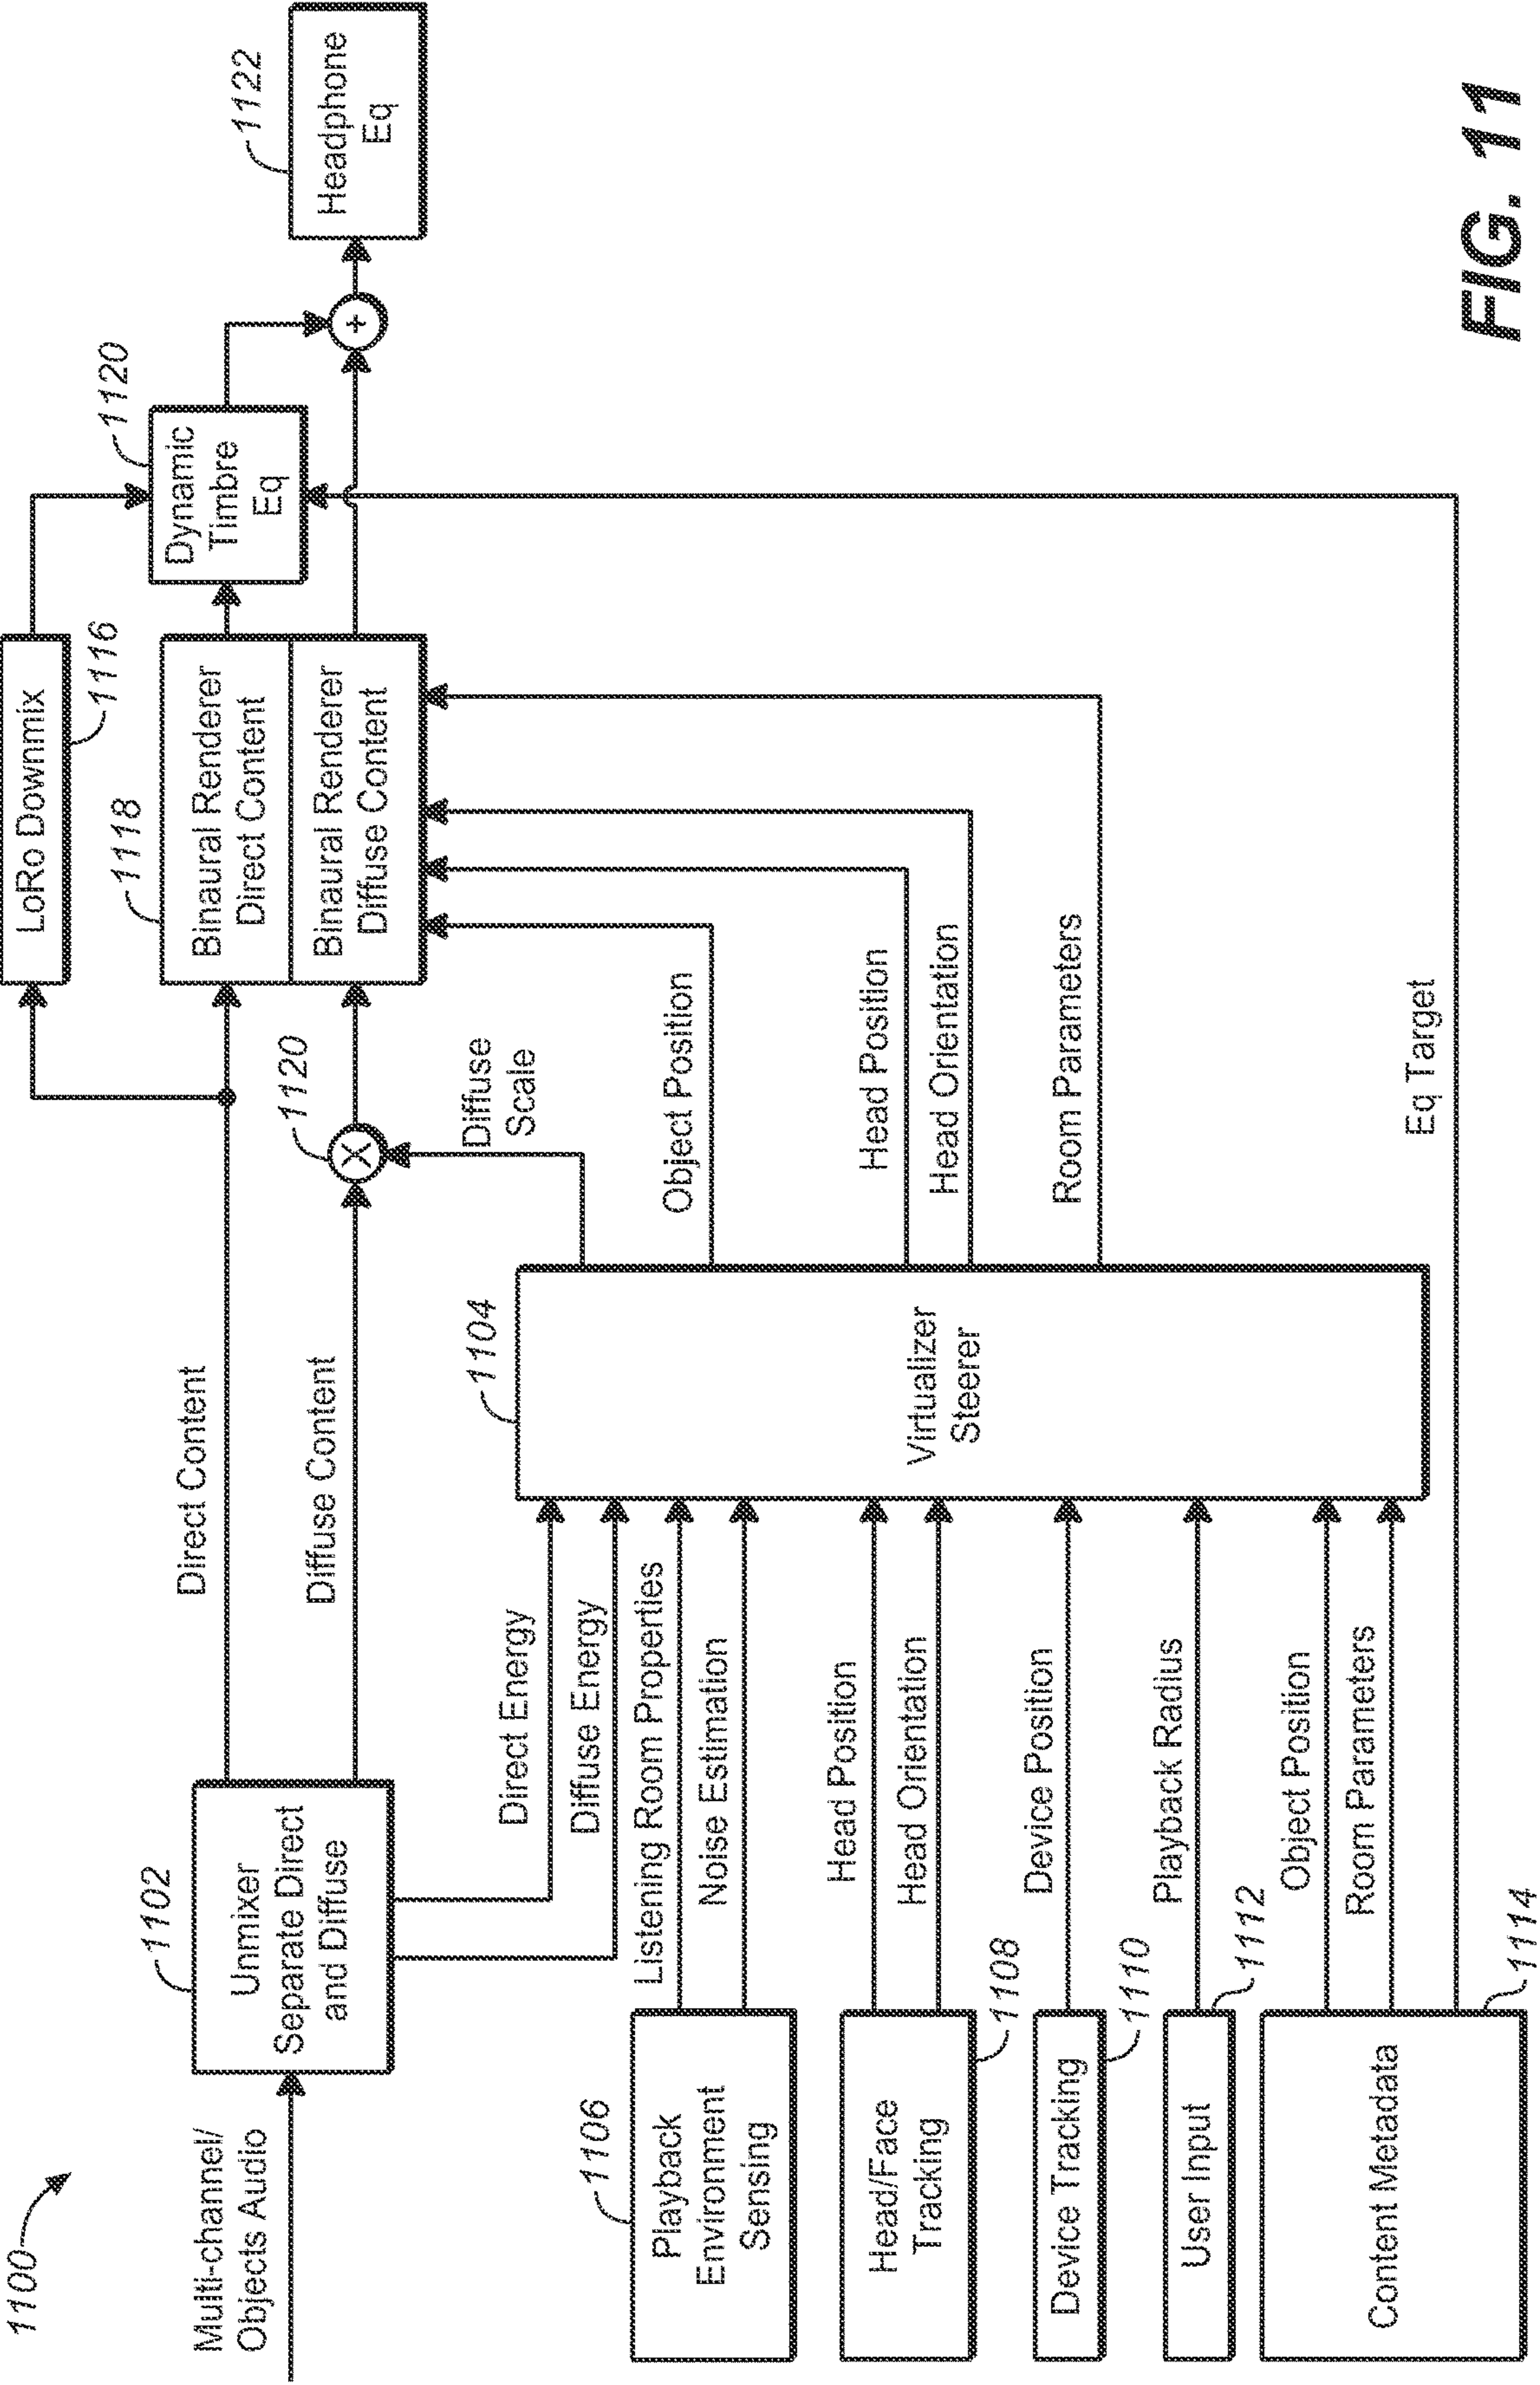 1100
Multi-channel/
Objects Audio
1102
Unmixer
Separate Direct
and Diffuse
Direct Content
Diffuse Content
LoRo Downmix
1116
1118
Binaural Renderer
Direct Content
Binaural Renderer
Diffuse Content
1120
X
Diffuse
Scale
1120
Dynamic
Timbre
Eq
+
1122
Headphone
Eq
Direct Energy
Diffuse Energy
Listening Room Properties
Noise Estimation
1106
Playback
Environment
Sensing
Head Position
Head Orientation
Head/Face
Tracking
1108
Device Position
Device Tracking
1110
Playback Radius
User Input
1112
Object Position
Room Parameters
Content Metadata
1114
1104
Virtualizer
Steerer
Object Position
Head Position
Head Orientation
Room Parameters
Eq Target
FIG. 11